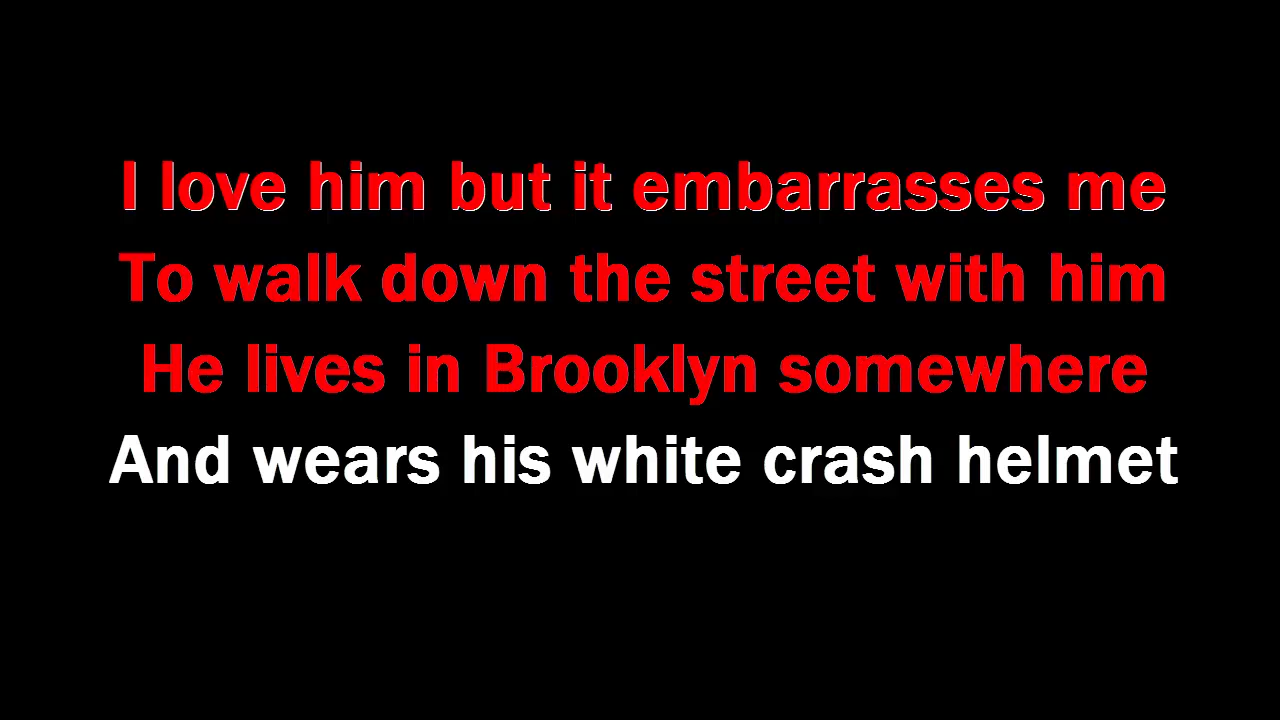 I love him but it embarrasses me
To walk down the street with him
He lives in Brooklyn somewhere
And wears his white crash helmet